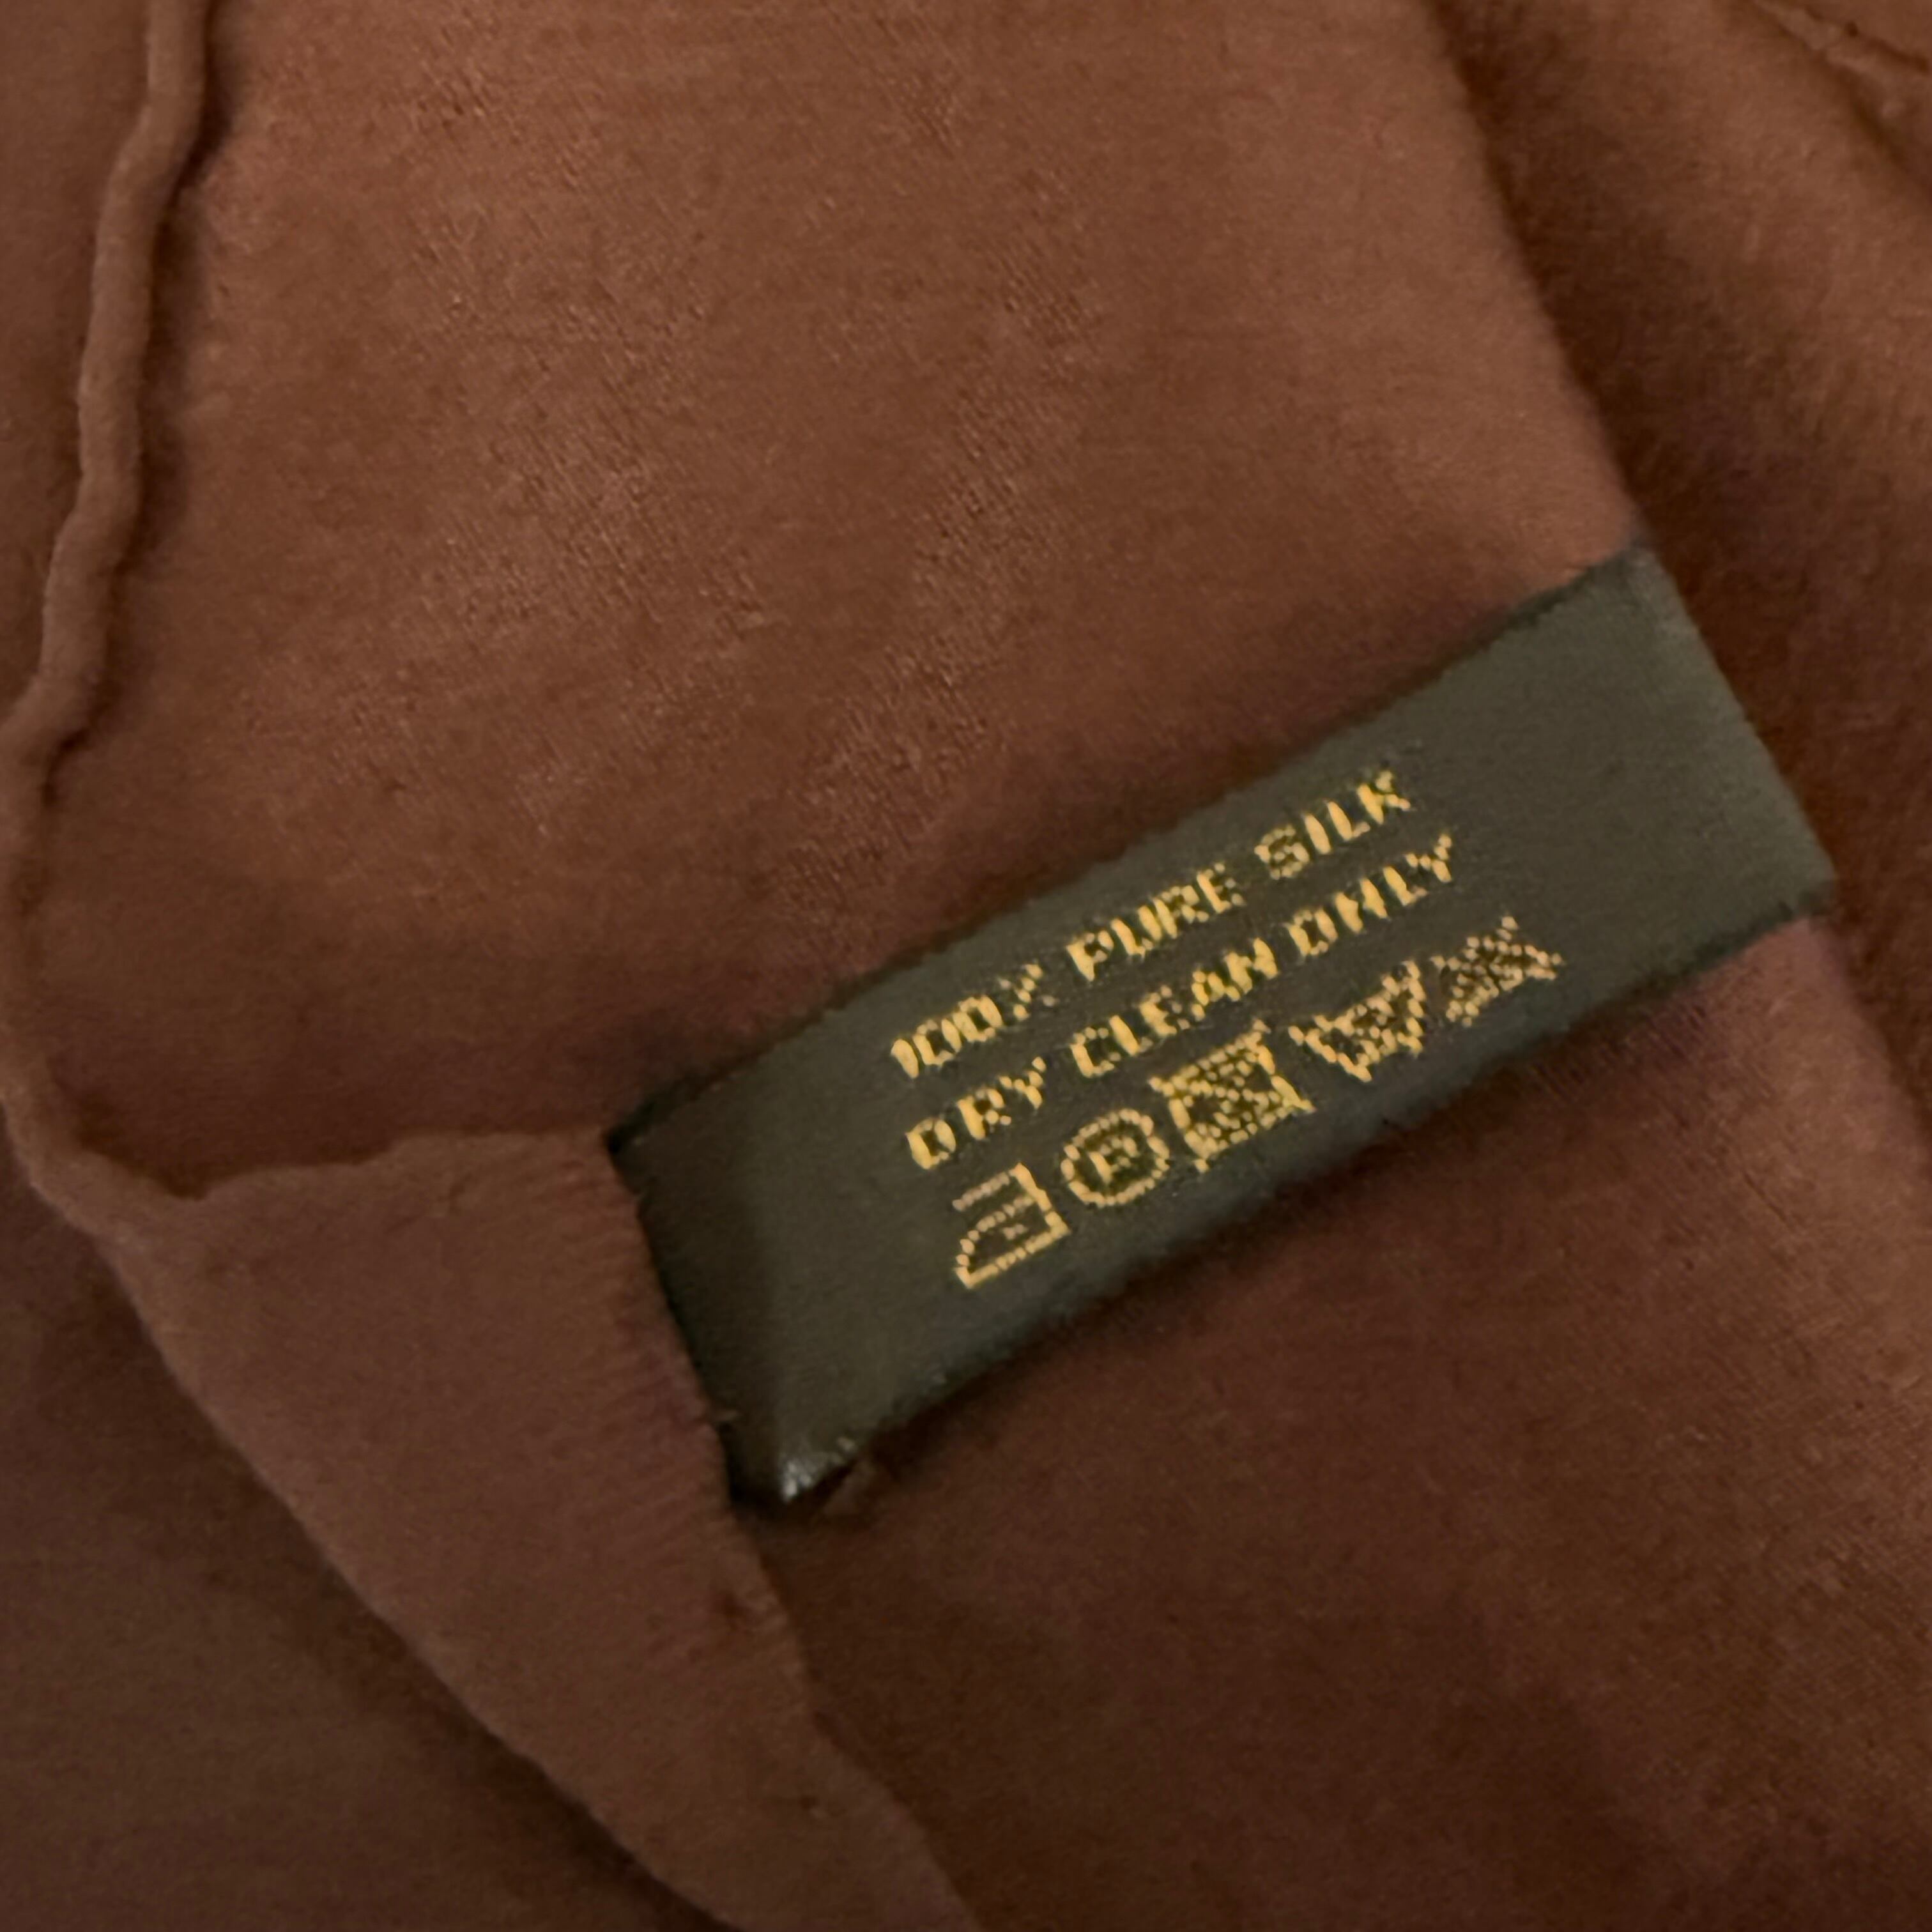 100% PURE SILK
DRY CLEAN ONLY